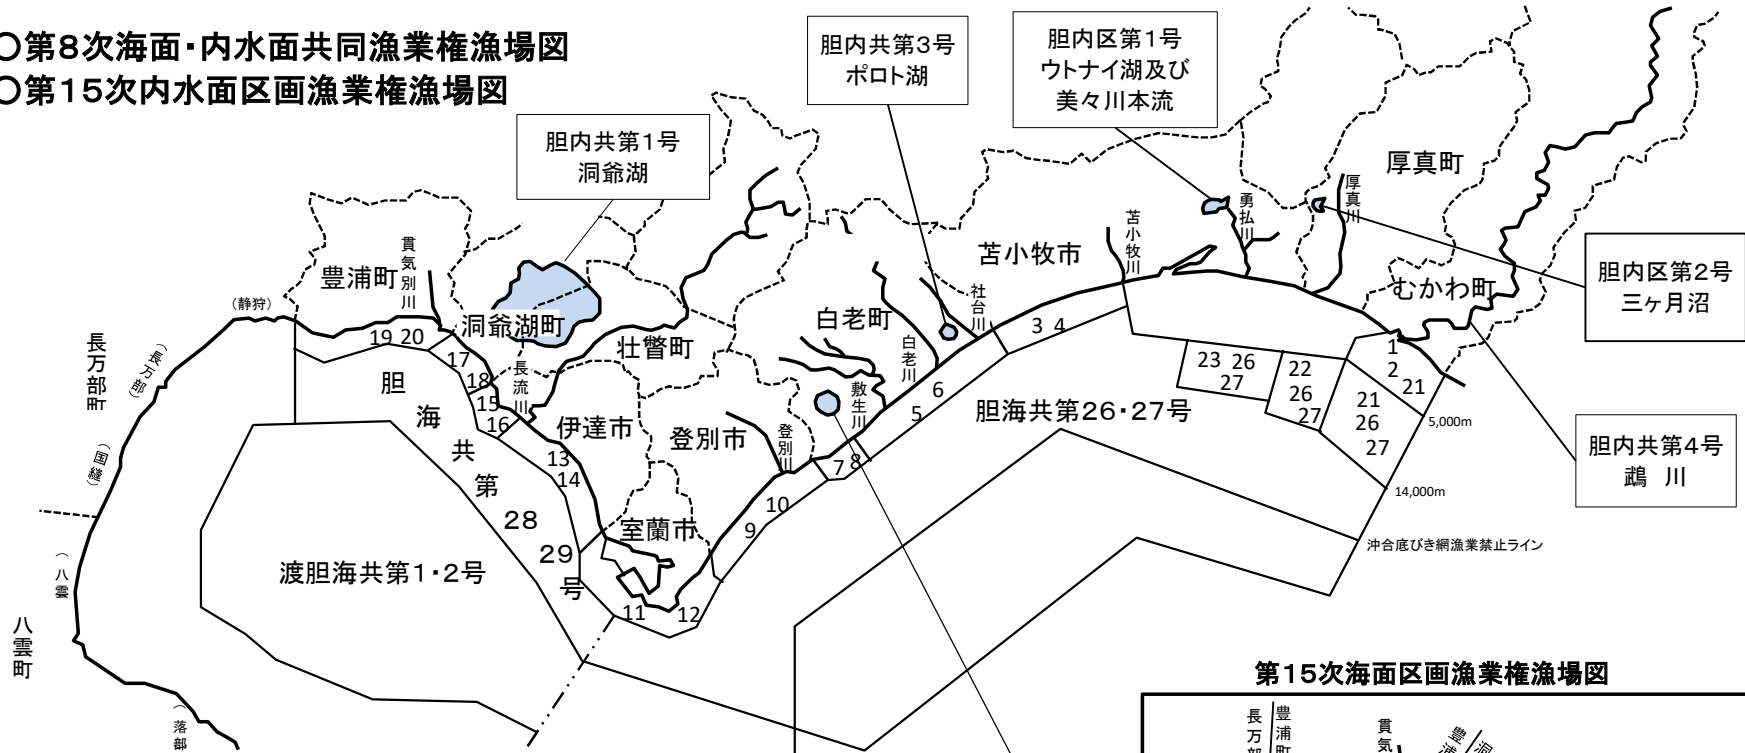 ○第8次海面・内水面共同漁業権漁場図
○第15次内水面区画漁業権漁場図
胆内共第3号
ポロト湖
胆内区第1号
ウトナイ湖及び
美々川本流
胆内共第1号
洞爺湖
厚真町
厚真川
勇払川
苫小牧川
苫小牧市
胆内区第2号
三ヶ月沼
むかわ町
豊浦町
貫気別川
(静狩)
洞爺湖町
白老町
社台川
3 4
長万部町
(長万部)
19 20
17
18
15
16
長流川
壮瞥町
白老川
敷生川
6
5
1
2
21
23 26
27
22
26
27
21
26
27
5,000m
14,000m
胆海共第26・27号
胆内共第4号
鵡 川
胆
海
共
第
28
29
号
伊達市
登別市
登別川
13
14
7 8
10
9
(国縫)
室蘭市
沖合底びき網漁業禁止ライン
渡胆海共第1・2号
(八雲
八雲町
11
12
第15次海面区画漁業権漁場図
長万部
豊浦町
貫気
豊浦
洞
(落部